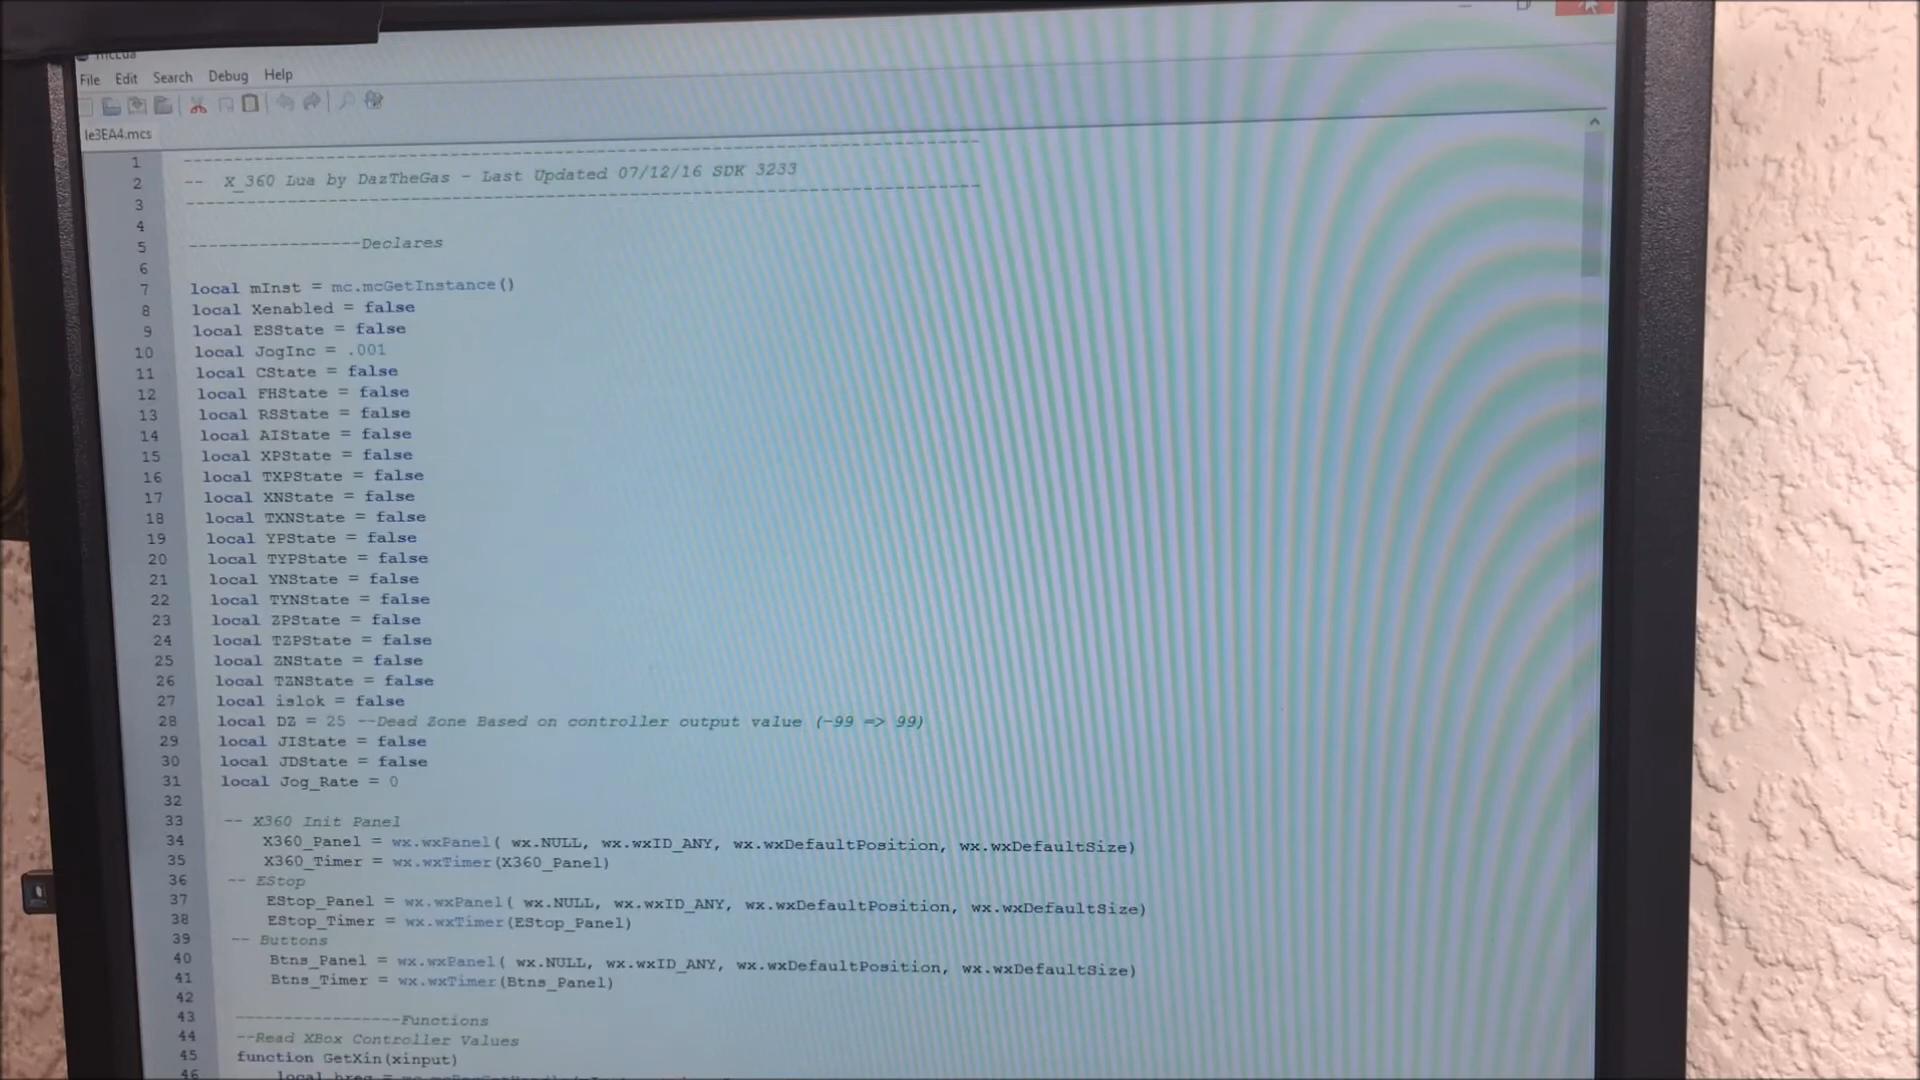 mcLua
File Edit Search Debug Help
le3EA4.mcs
1 --------------------------------------------------------------------------------
2 -- X_360 Lua by DazTheGas - Last Updated 07/12/16 SDK 3233
3 --------------------------------------------------------------------------------
4
5 -----------------Declares
6
7 local mInst = mc.mcGetInstance()
8 local Xenabled = false
9 local ESState = false
10 local JogInc = .001
11 local CState = false
12 local FHState = false
13 local RSState = false
14 local AIState = false
15 local XPState = false
16 local TXPState = false
17 local XNState = false
18 local TXNState = false
19 local YPState = false
20 local TYPState = false
21 local YNState = false
22 local TYNState = false
23 local ZPState = false
24 local TZPState = false
25 local ZNState = false
26 local TZNState = false
27 local islok = false
28 local DZ = 25 --Dead Zone Based on controller output value (-99 => 99)
29 local JIState = false
30 local JDState = false
31 local Jog_Rate = 0
32
33 -- X360 Init Panel
34 X360_Panel = wx.wxPanel( wx.NULL, wx.wxID_ANY, wx.wxDefaultPosition, wx.wxDefaultSize)
35 X360_Timer = wx.wxTimer(X360_Panel)
36 -- EStop
37 EStop_Panel = wx.wxPanel( wx.NULL, wx.wxID_ANY, wx.wxDefaultPosition, wx.wxDefaultSize)
38 EStop_Timer = wx.wxTimer(EStop_Panel)
39 -- Buttons
40 Btns_Panel = wx.wxPanel( wx.NULL, wx.wxID_ANY, wx.wxDefaultPosition, wx.wxDefaultSize)
41 Btns_Timer = wx.wxTimer(Btns_Panel)
42
43 -----------------Functions
44 --Read XBox Controller Values
45 function GetXin(xinput)
46 local hreg =